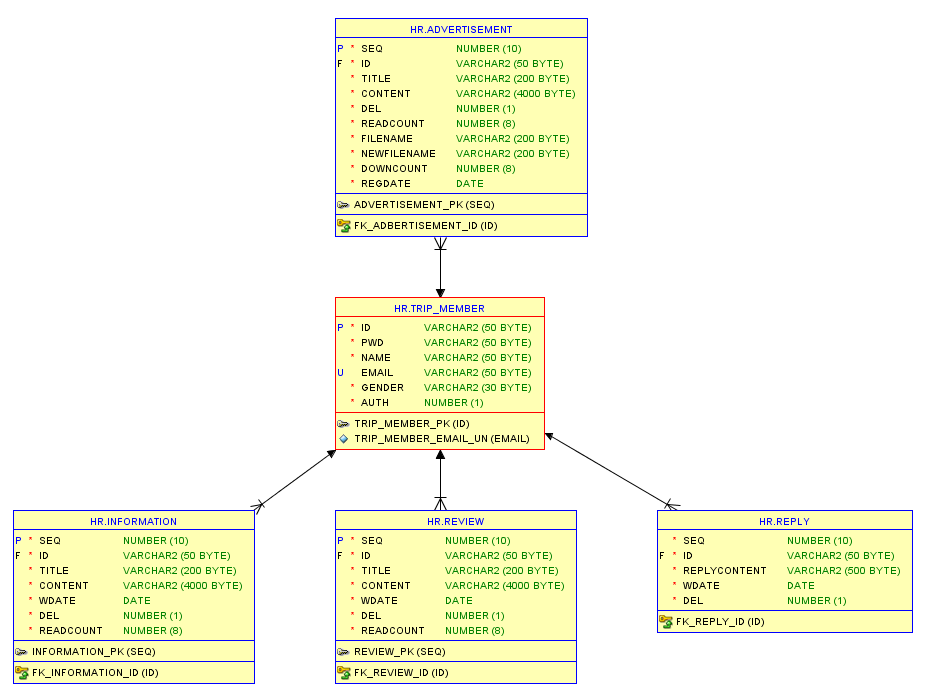 HR.ADVERTISEMENT
P * SEQ NUMBER (10)
F * ID VARCHAR2 (50 BYTE)
* TITLE VARCHAR2 (200 BYTE)
* CONTENT VARCHAR2 (4000 BYTE)
* DEL NUMBER (1)
* READCOUNT NUMBER (8)
* FILENAME VARCHAR2 (200 BYTE)
* NEWFILENAME VARCHAR2 (200 BYTE)
* DOWNCOUNT NUMBER (8)
* REGDATE DATE
ADVERTISEMENT_PK (SEQ)
FK_ADBERTISEMENT_ID (ID)
HR.TRIP_MEMBER
P * ID VARCHAR2 (50 BYTE)
* PWD VARCHAR2 (50 BYTE)
* NAME VARCHAR2 (50 BYTE)
U EMAIL VARCHAR2 (50 BYTE)
* GENDER VARCHAR2 (30 BYTE)
* AUTH NUMBER (1)
TRIP_MEMBER_PK (ID)
TRIP_MEMBER_EMAIL_UN (EMAIL)
HR.INFORMATION
P * SEQ NUMBER (10)
F * ID VARCHAR2 (50 BYTE)
* TITLE VARCHAR2 (200 BYTE)
* CONTENT VARCHAR2 (4000 BYTE)
* WDATE DATE
* DEL NUMBER (1)
* READCOUNT NUMBER (8)
INFORMATION_PK (SEQ)
FK_INFORMATION_ID (ID)
HR.REVIEW
P * SEQ NUMBER (10)
F * ID VARCHAR2 (50 BYTE)
* TITLE VARCHAR2 (200 BYTE)
* CONTENT VARCHAR2 (4000 BYTE)
* WDATE DATE
* DEL NUMBER (1)
* READCOUNT NUMBER (8)
REVIEW_PK (SEQ)
FK_REVIEW_ID (ID)
HR.REPLY
* SEQ NUMBER (10)
F * ID VARCHAR2 (50 BYTE)
* REPLYCONTENT VARCHAR2 (500 BYTE)
* WDATE DATE
* DEL NUMBER (1)
FK_REPLY_ID (ID)